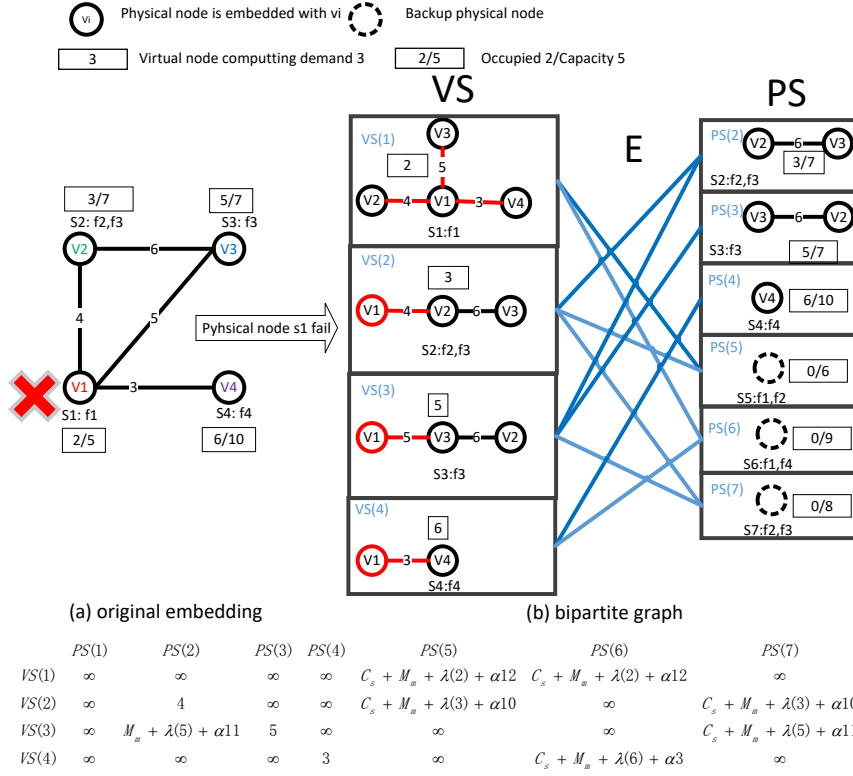 Vi Physical node is embedded with vi Backup physical node
3 Virtual node computting demand 3 2/5 Occupied 2/Capacity 5
VS PS
E
3/7 5/7
S2: f2,f3 S3: f3
V2 6 V3
4 5
V1 3 V4
S1: f1 S4: f4
2/5 6/10
Pyhsical node s1 fail
VS(1) V3
2 5
V2 4 V1 3 V4
S1:f1
VS(2) 3
V1 4 V2 6 V3
S2:f2,f3
VS(3) 5
V1 5 V3 6 V2
S3:f3
VS(4) 6
V1 3 V4
S4:f4
PS(2) V2 6 V3
3/7
S2:f2,f3
PS(3) V3 6 V2
S3:f3 5/7
PS(4) V4 6/10
S4:f4
PS(5) 0/6
S5:f1,f2
PS(6) 0/9
S6:f1,f4
PS(7) 0/8
S7:f2,f3
(a) original embedding (b) bipartite graph
PS(1) PS(2) PS(3) PS(4) PS(5) PS(6) PS(7)
VS(1) ∞ ∞ ∞ ∞ C_s + M_m + λ(2) + α12 C_s + M_m + λ(2) + α12 ∞
VS(2) ∞ 4 ∞ ∞ C_s + M_m + λ(3) + α10 ∞ C_s + M_m + λ(3) + α10
VS(3) ∞ M_m + λ(5) + α11 5 ∞ ∞ ∞ C_s + M_m + λ(5) + α11
VS(4) ∞ ∞ ∞ 3 ∞ C_s + M_m + λ(6) + α3 ∞